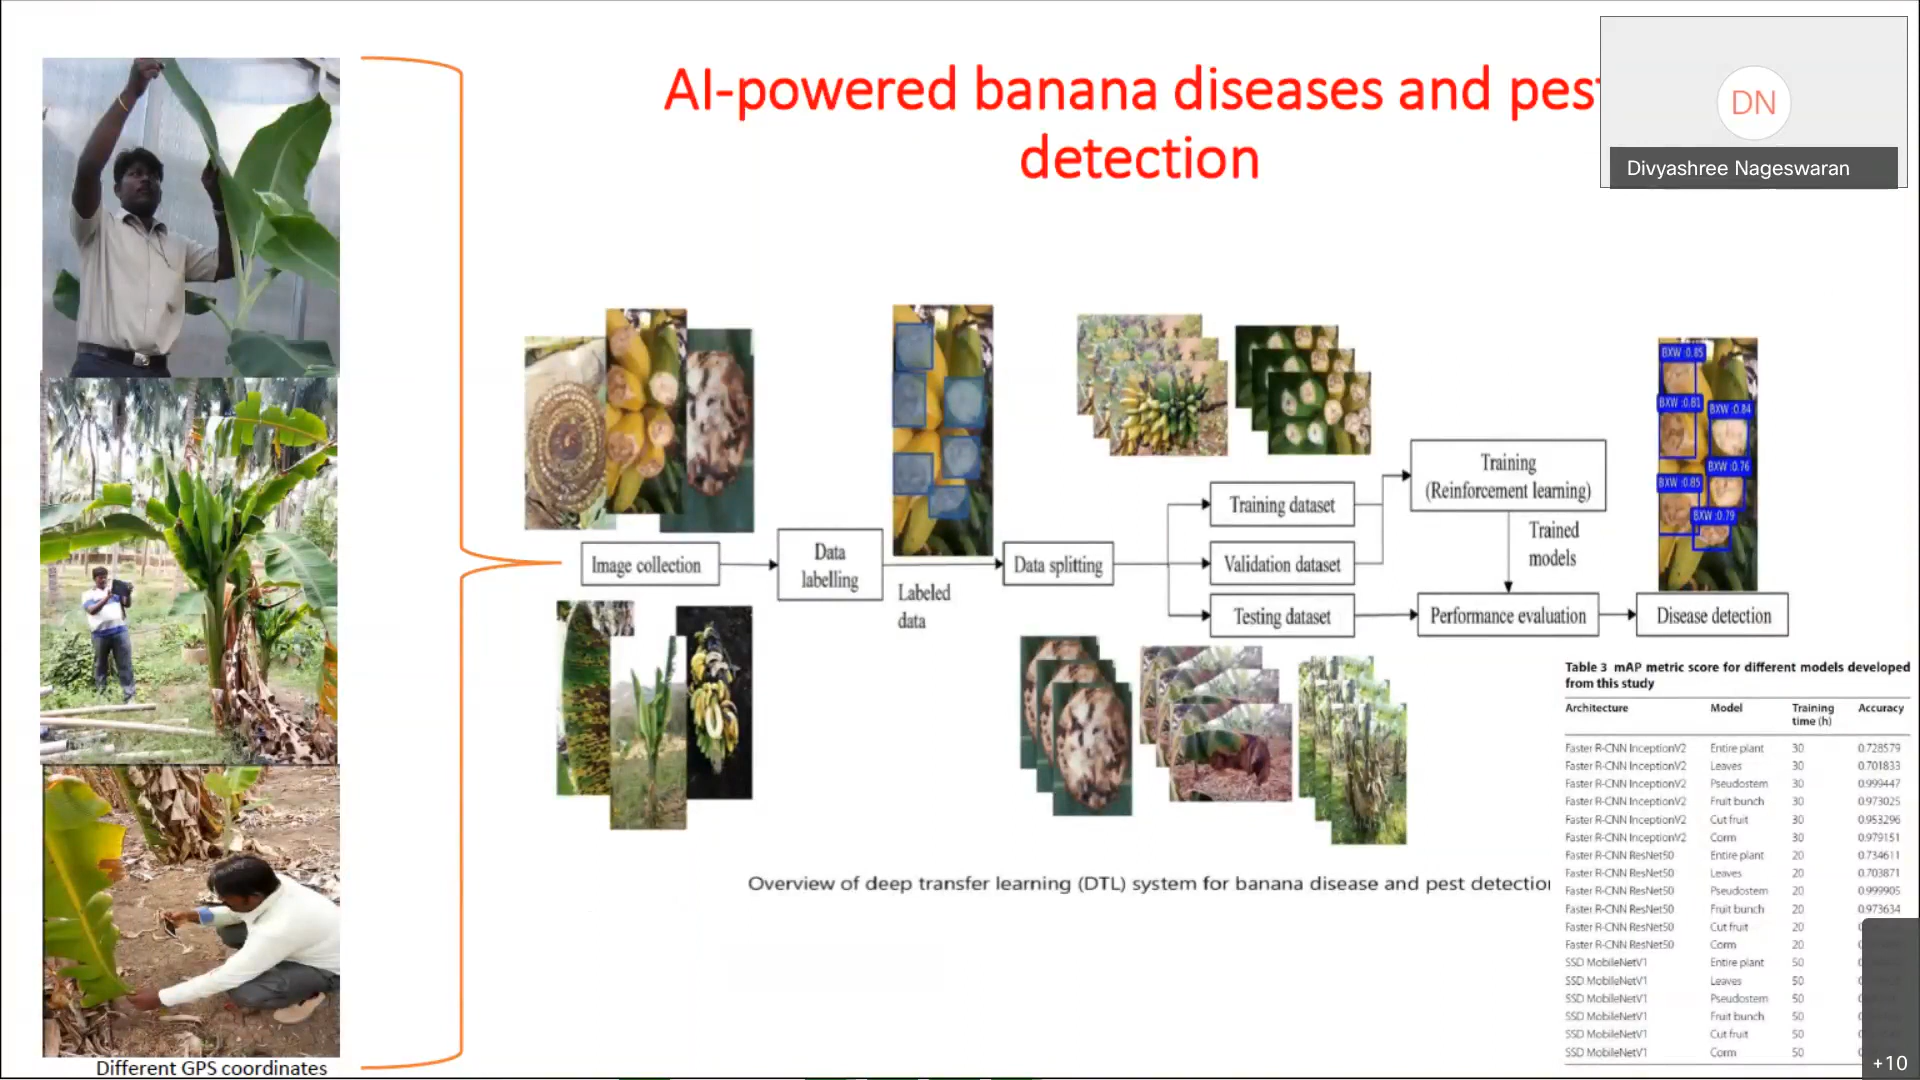 AI-powered banana diseases and pest
detection
DN
Divyashree Nageswaran
BXW :0.85
BXW :0.81
BXW :0.84
BXW :0.76
BXW :0.85
BXW :0.79
Image collection
Data
labelling
Labeled
data
Data splitting
Training dataset
Validation dataset
Testing dataset
Training
(Reinforcement learning)
Trained
models
Performance evaluation
Disease detection
Overview of deep transfer learning (DTL) system for banana disease and pest detection
Table 3 mAP metric score for different models developed
from this study
Architecture Model Training time (h) Accuracy
Faster R-CNN InceptionV2 Entire plant 30 0.728579
Faster R-CNN InceptionV2 Leaves 30 0.701833
Faster R-CNN InceptionV2 Pseudostem 30 0.999447
Faster R-CNN InceptionV2 Fruit bunch 30 0.973025
Faster R-CNN InceptionV2 Cut fruit 30 0.953296
Faster R-CNN InceptionV2 Corm 30 0.979151
Faster R-CNN ResNet50 Entire plant 20 0.734611
Faster R-CNN ResNet50 Leaves 20 0.703871
Faster R-CNN ResNet50 Pseudostem 20 0.999905
Faster R-CNN ResNet50 Fruit bunch 20 0.973634
Faster R-CNN ResNet50 Cut fruit 20
Faster R-CNN ResNet50 Corm 20
SSD MobileNetV1 Entire plant 50
SSD MobileNetV1 Leaves 50
SSD MobileNetV1 Pseudostem 50
SSD MobileNetV1 Fruit bunch 50
SSD MobileNetV1 Cut fruit 50
SSD MobileNetV1 Corm 50
+10
Different GPS coordinates